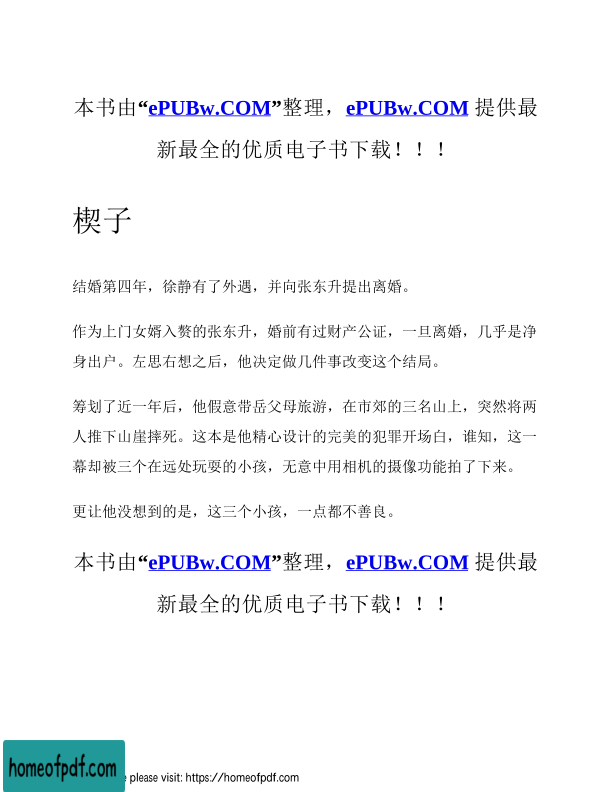 本书由“ePUBw.COM”整理，ePUBw.COM 提供最
新最全的优质电子书下载！！！
楔子
结婚第四年，徐静有了外遇，并向张东升提出离婚。
作为上门女婿入赘的张东升，婚前有过财产公证，一旦离婚，几乎是净
身出户。左思右想之后，他决定做几件事改变这个结局。
筹划了近一年后，他假意带岳父母旅游，在市郊的三名山上，突然将两
人推下山崖摔死。这本是他精心设计的完美的犯罪开场白，谁知，这一
幕却被三个在远处玩耍的小孩，无意中用相机的摄像功能拍了下来。
更让他没想到的是，这三个小孩，一点都不善良。
本书由“ePUBw.COM”整理，ePUBw.COM 提供最
新最全的优质电子书下载！！！
homeofpdf.com
e please visit: https://homeofpdf.com